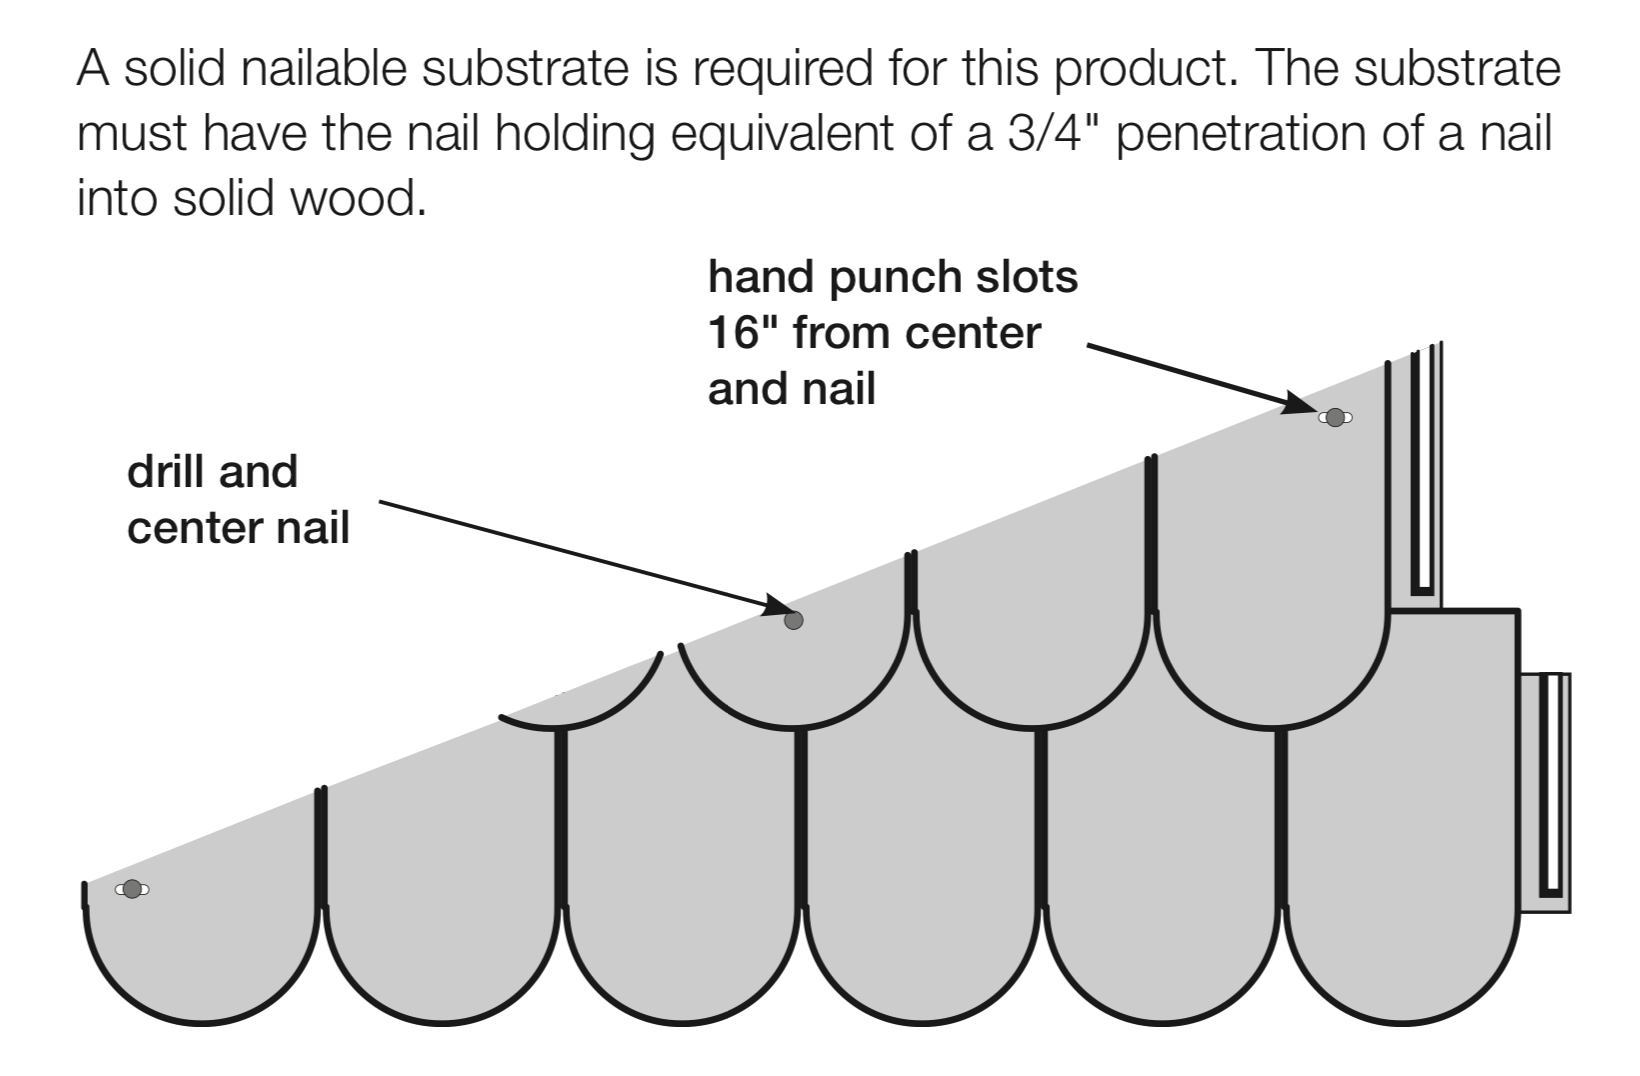 A solid nailable substrate is required for this product. The substrate
must have the nail holding equivalent of a 3/4" penetration of a nail
into solid wood.
hand punch slots
16" from center
and nail
drill and
center nail